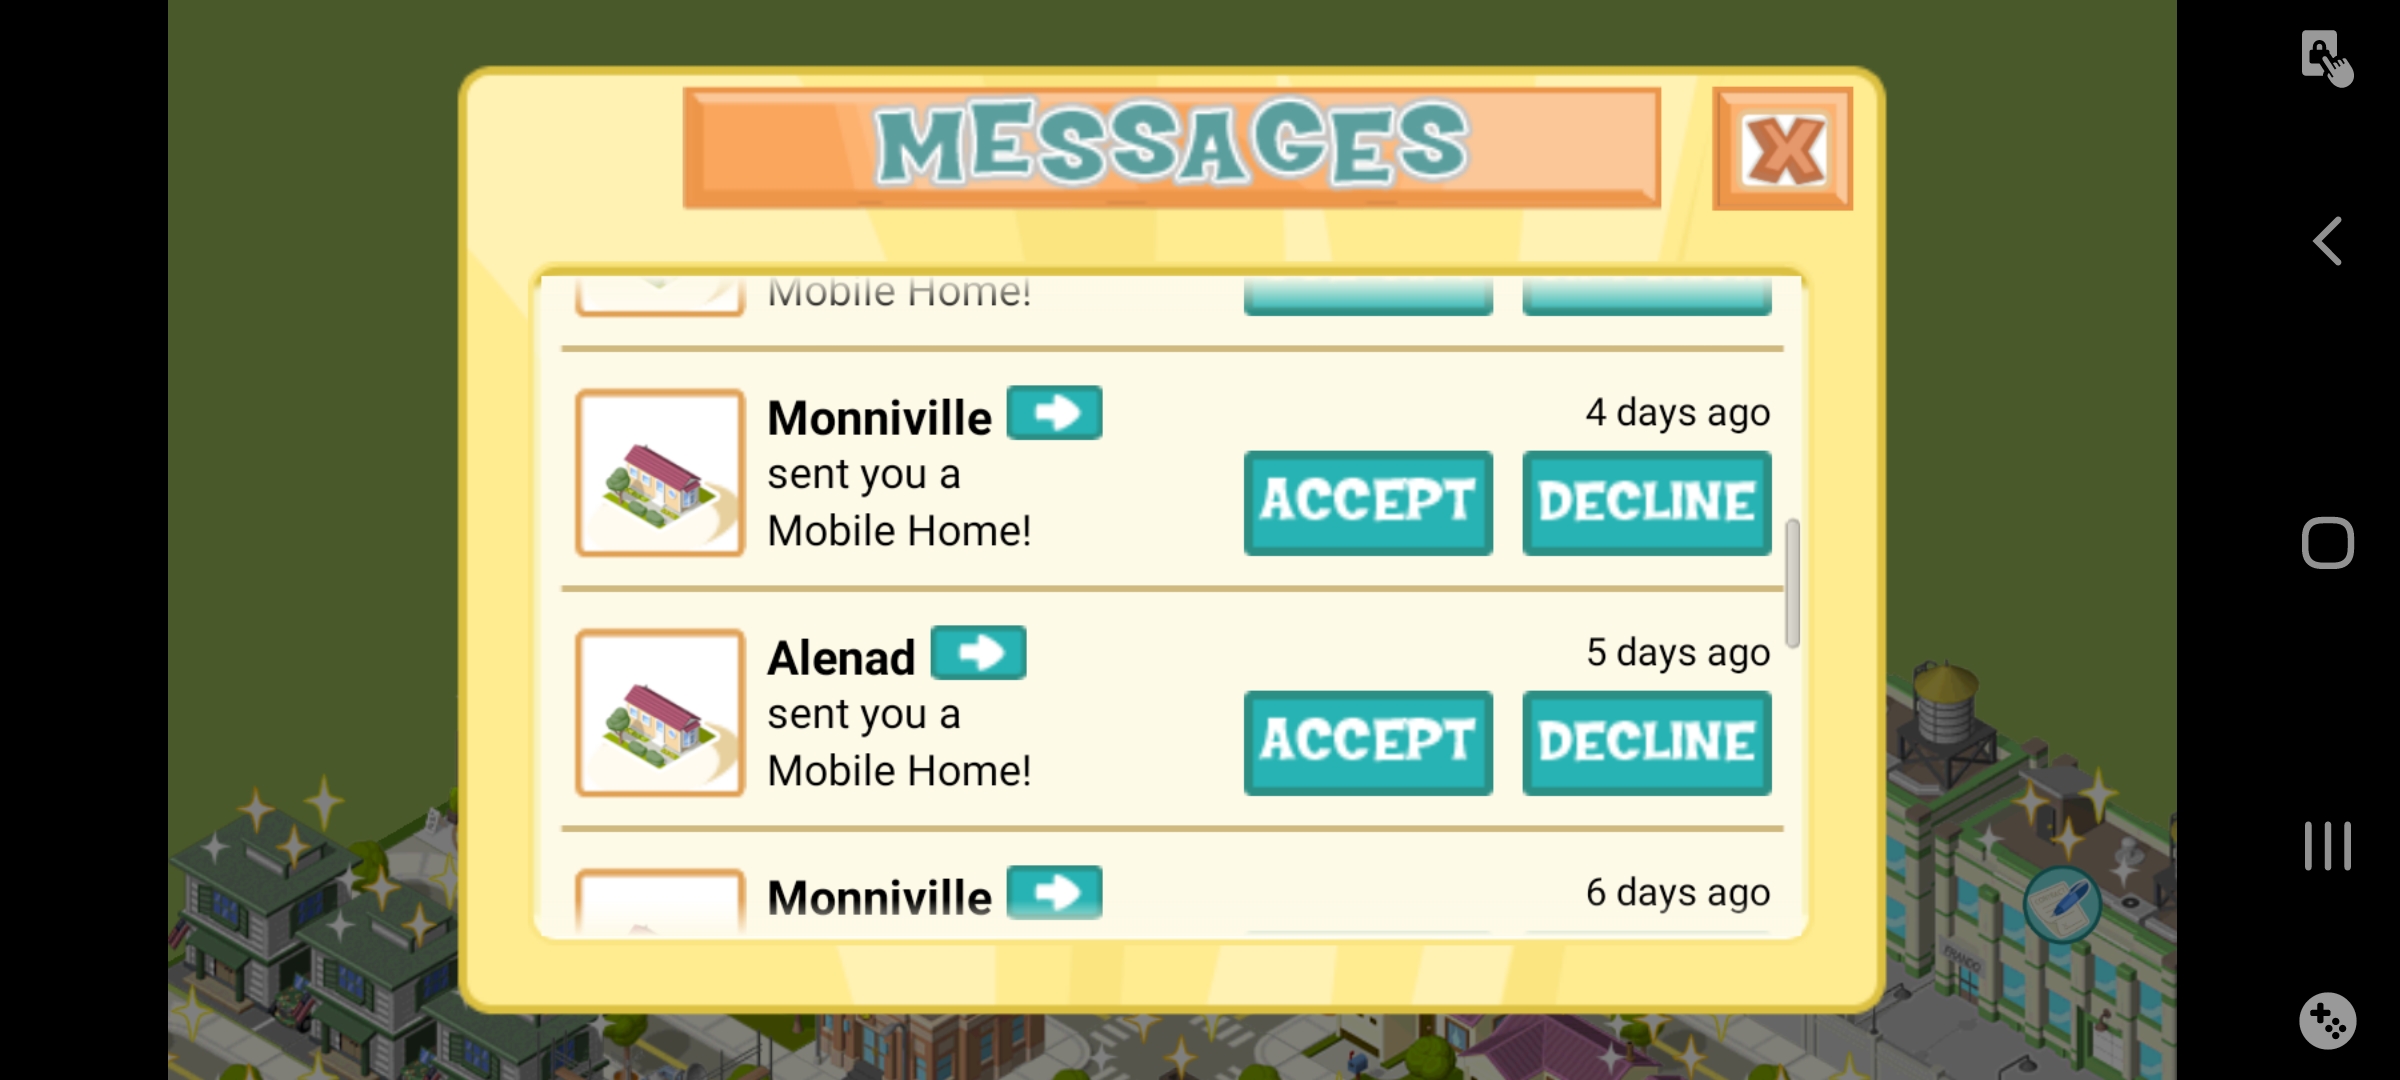 MESSAGES
X
Mobile Home!
Monniville
4 days ago
sent you a
Mobile Home!
ACCEPT DECLINE
Alenad
5 days ago
sent you a
Mobile Home!
ACCEPT DECLINE
Monniville
6 days ago